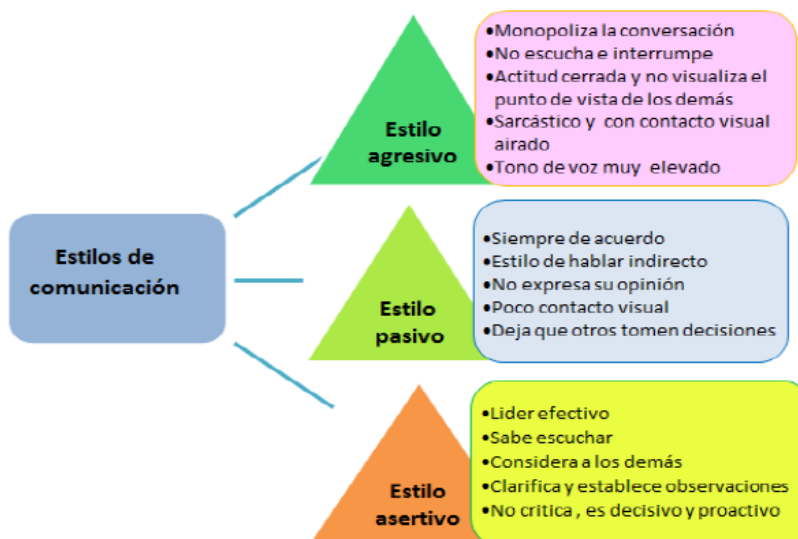 Estilos de
comunicación
Estilo
agresivo
•Monopoliza la conversación
•No escucha e interrumpe
•Actitud cerrada y no visualiza el
punto de vista de los demás
•Sarcástico y con contacto visual
airado
•Tono de voz muy elevado
Estilo
pasivo
•Siempre de acuerdo
•Estilo de hablar indirecto
•No expresa su opinión
•Poco contacto visual
•Deja que otros tomen decisiones
Estilo
asertivo
•Lider efectivo
•Sabe escuchar
•Considera a los demás
•Clarifica y establece observaciones
•No critica , es decisivo y proactivo